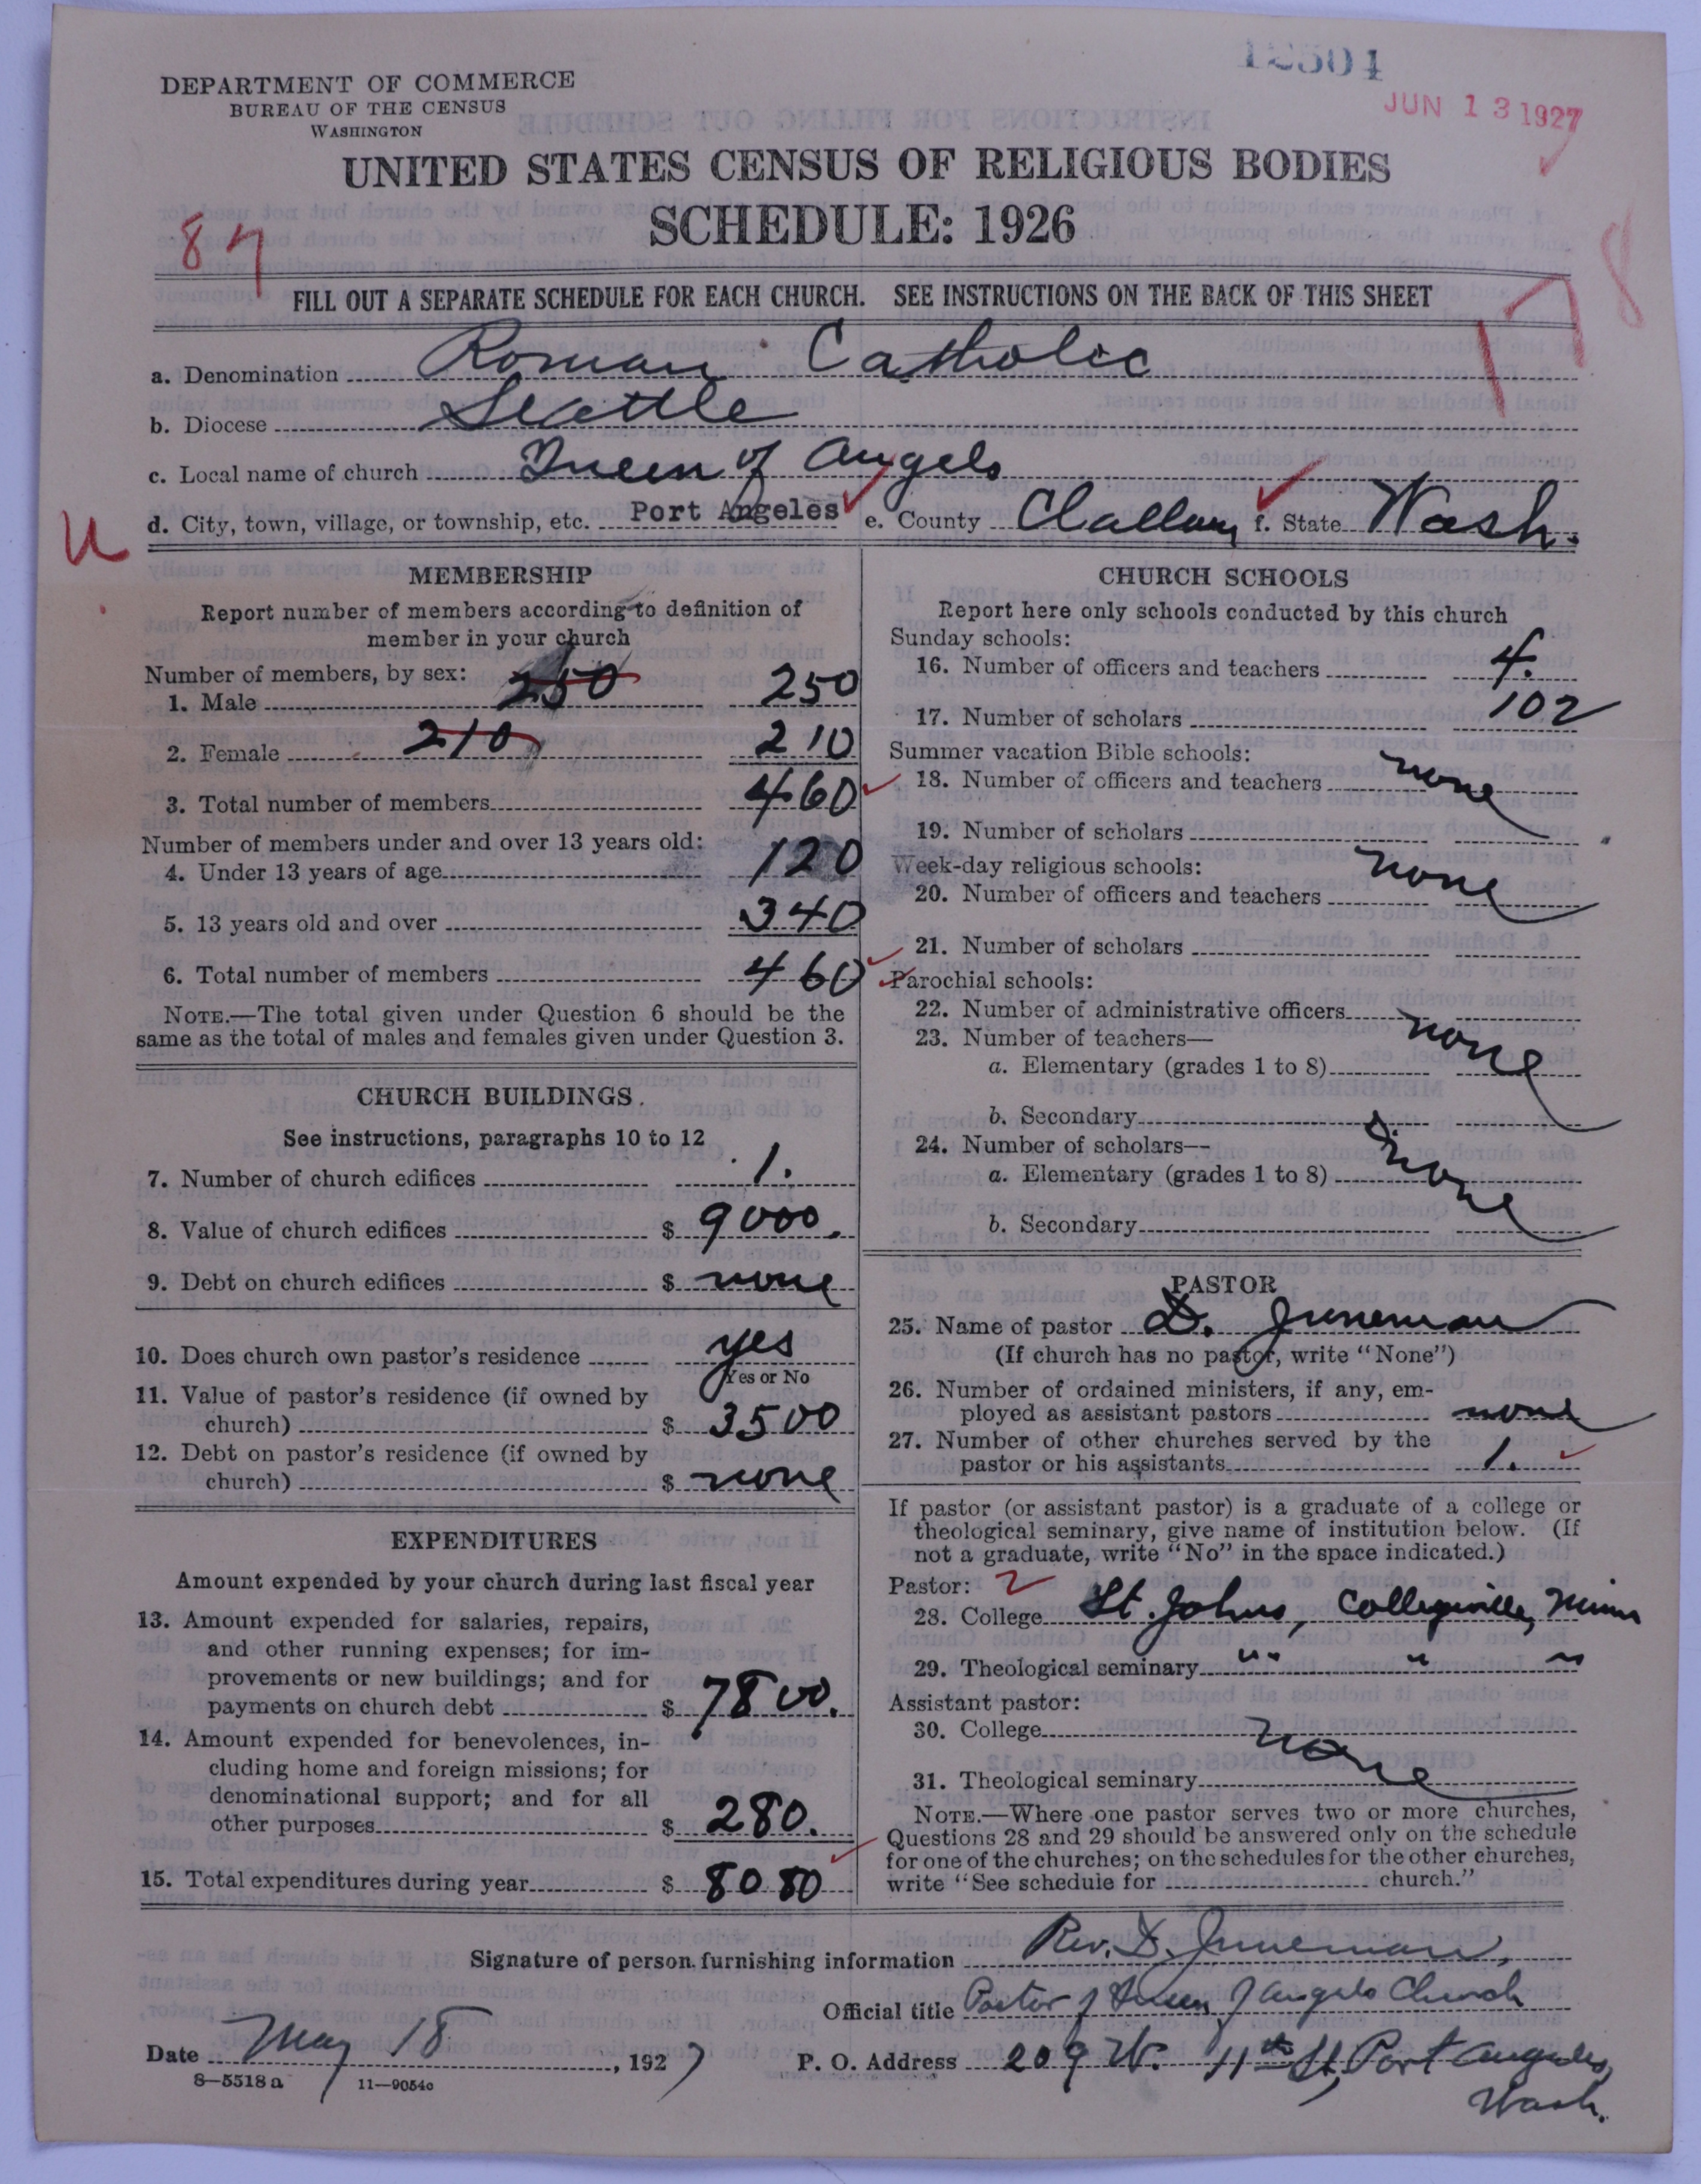 DEPARTMENT OF COMMERCE
BUREAU OF THE CENSUS
WASHINGTON
JUN 13 1927
UNITED STATES CENSUS OF RELIGIOUS BODIES
SCHEDULE: 1926
FILL OUT A SEPARATE SCHEDULE FOR EACH CHURCH. SEE INSTRUCTIONS ON THE BACK OF THIS SHEET
a. Denomination Roman Catholic
b. Diocese Seattle
c. Local name of church Queen of Angels
d. City, town, village, or township, etc. Port Angeles e. County Clallam f. State Wash.
U
MEMBERSHIP
Report number of members according to definition of
member in your church
Number of members, by sex:
1. Male 250 250
2. Female 210 210
3. Total number of members 460
Number of members under and over 13 years old:
4. Under 13 years of age 120
5. 13 years old and over 340
6. Total number of members 460
NOTE.—The total given under Question 6 should be the
same as the total of males and females given under Question 3.
CHURCH BUILDINGS
See instructions, paragraphs 10 to 12
7. Number of church edifices 1.
8. Value of church edifices $ 9000.
9. Debt on church edifices $ none
10. Does church own pastor's residence yes
Yes or No
11. Value of pastor's residence (if owned by
church) $ 3500
12. Debt on pastor's residence (if owned by
church) $ none
EXPENDITURES
Amount expended by your church during last fiscal year
13. Amount expended for salaries, repairs,
and other running expenses; for im-
provements or new buildings; and for
payments on church debt $ 7800.
14. Amount expended for benevolences, in-
cluding home and foreign missions; for
denominational support; and for all
other purposes $ 280.
15. Total expenditures during year $ 8080
CHURCH SCHOOLS
Report here only schools conducted by this church
Sunday schools:
16. Number of officers and teachers 4.
17. Number of scholars 102
Summer vacation Bible schools:
18. Number of officers and teachers none
19. Number of scholars
Week-day religious schools:
20. Number of officers and teachers none
21. Number of scholars
Parochial schools:
22. Number of administrative officers none
23. Number of teachers—
a. Elementary (grades 1 to 8)
b. Secondary
24. Number of scholars—
a. Elementary (grades 1 to 8) none
b. Secondary
PASTOR
25. Name of pastor D. Juneman
(If church has no pastor, write "None")
26. Number of ordained ministers, if any, em-
ployed as assistant pastors none
27. Number of other churches served by the
pastor or his assistants 1.
If pastor (or assistant pastor) is a graduate of a college or
theological seminary, give name of institution below. (If
not a graduate, write "No" in the space indicated.)
Pastor: 2
28. College St. Johns, Collegeville, Minn
29. Theological seminary " " "
Assistant pastor:
30. College none
31. Theological seminary
NOTE.—Where one pastor serves two or more churches,
Questions 28 and 29 should be answered only on the schedule
for one of the churches; on the schedules for the other churches,
write "See schedule for church."
Signature of person furnishing information Rev. D. Juneman,
Official title Pastor of Queen of Angels Church
Date May 18, 1927 P. O. Address 209 W. 11th St, Port Angeles,
Wash.
8—5518a 11—9054c